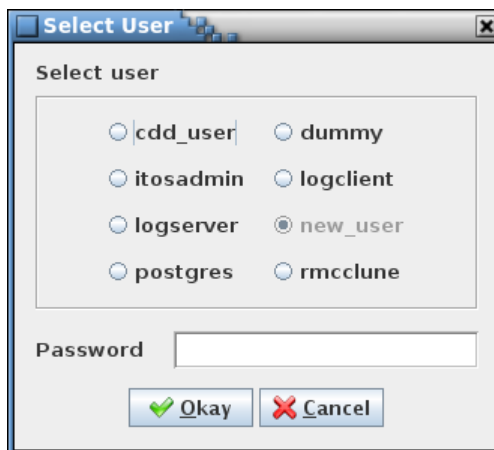 Select User
Select user
cdd_user dummy
itosadmin logclient
logserver new_user
postgres rmcclune
Password
Okay Cancel